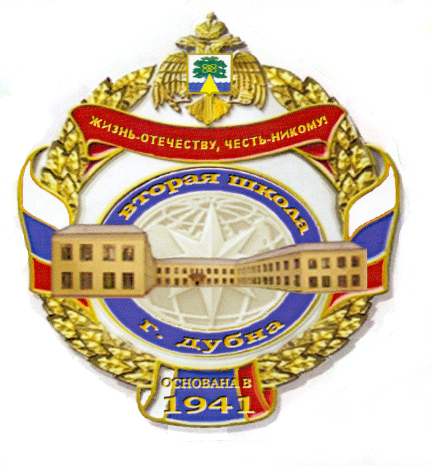 ЖИЗНЬ-ОТЕЧЕСТВУ, ЧЕСТЬ-НИКОМУ!
вторая школа
г. дубна
ОСНОВАНА В
1941